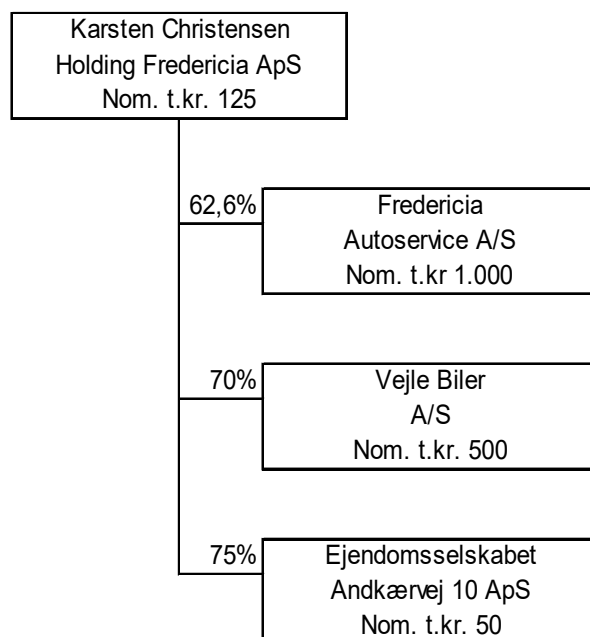 Karsten Christensen
Holding Fredericia ApS
Nom. t.kr. 125
62,6%
Fredericia
Autoservice A/S
Nom. t.kr 1.000
70%
Vejle Biler
A/S
Nom. t.kr. 500
75%
Ejendomsselskabet
Andkærvej 10 ApS
Nom. t.kr. 50